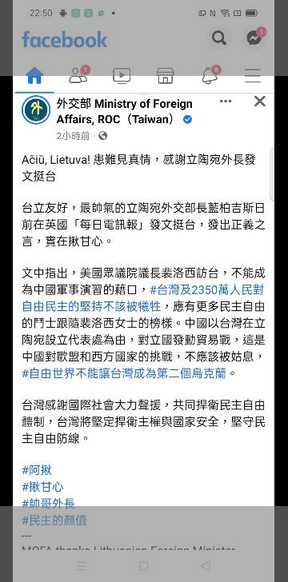 22:50
facebook
外交部 Ministry of Foreign
Affairs, ROC（Taiwan）
2小時前
Ačiū, Lietuva! 患難見真情，感謝立陶宛外長發
文挺台
台立友好，最帥氣的立陶宛外交部長藍柏吉斯日
前在英國「每日電訊報」發文挺台，發出正義之
言，實在揪甘心。
文中指出，美國眾議院議長裴洛西訪台，不能成
為中國軍事演習的藉口，#台灣及2350萬人民對
自由民主的堅持不該被犧牲，應有更多民主自由
的鬥士跟隨裴洛西女士的榜樣。中國以台灣在立
陶宛設立代表處為由，對立國發動貿易戰，這是
中國對歐盟和西方國家的挑戰，不應該被姑息，
#自由世界不能讓台灣成為第二個烏克蘭。
台灣感謝國際社會大力聲援，共同捍衛民主自由
體制，台灣將堅定捍衛主權與國家安全，堅守民
主自由防線。
#阿揪
#揪甘心
#帥哥外長
#民主的顏值
---
MOFA thanks Lithuanian Foreign Minister